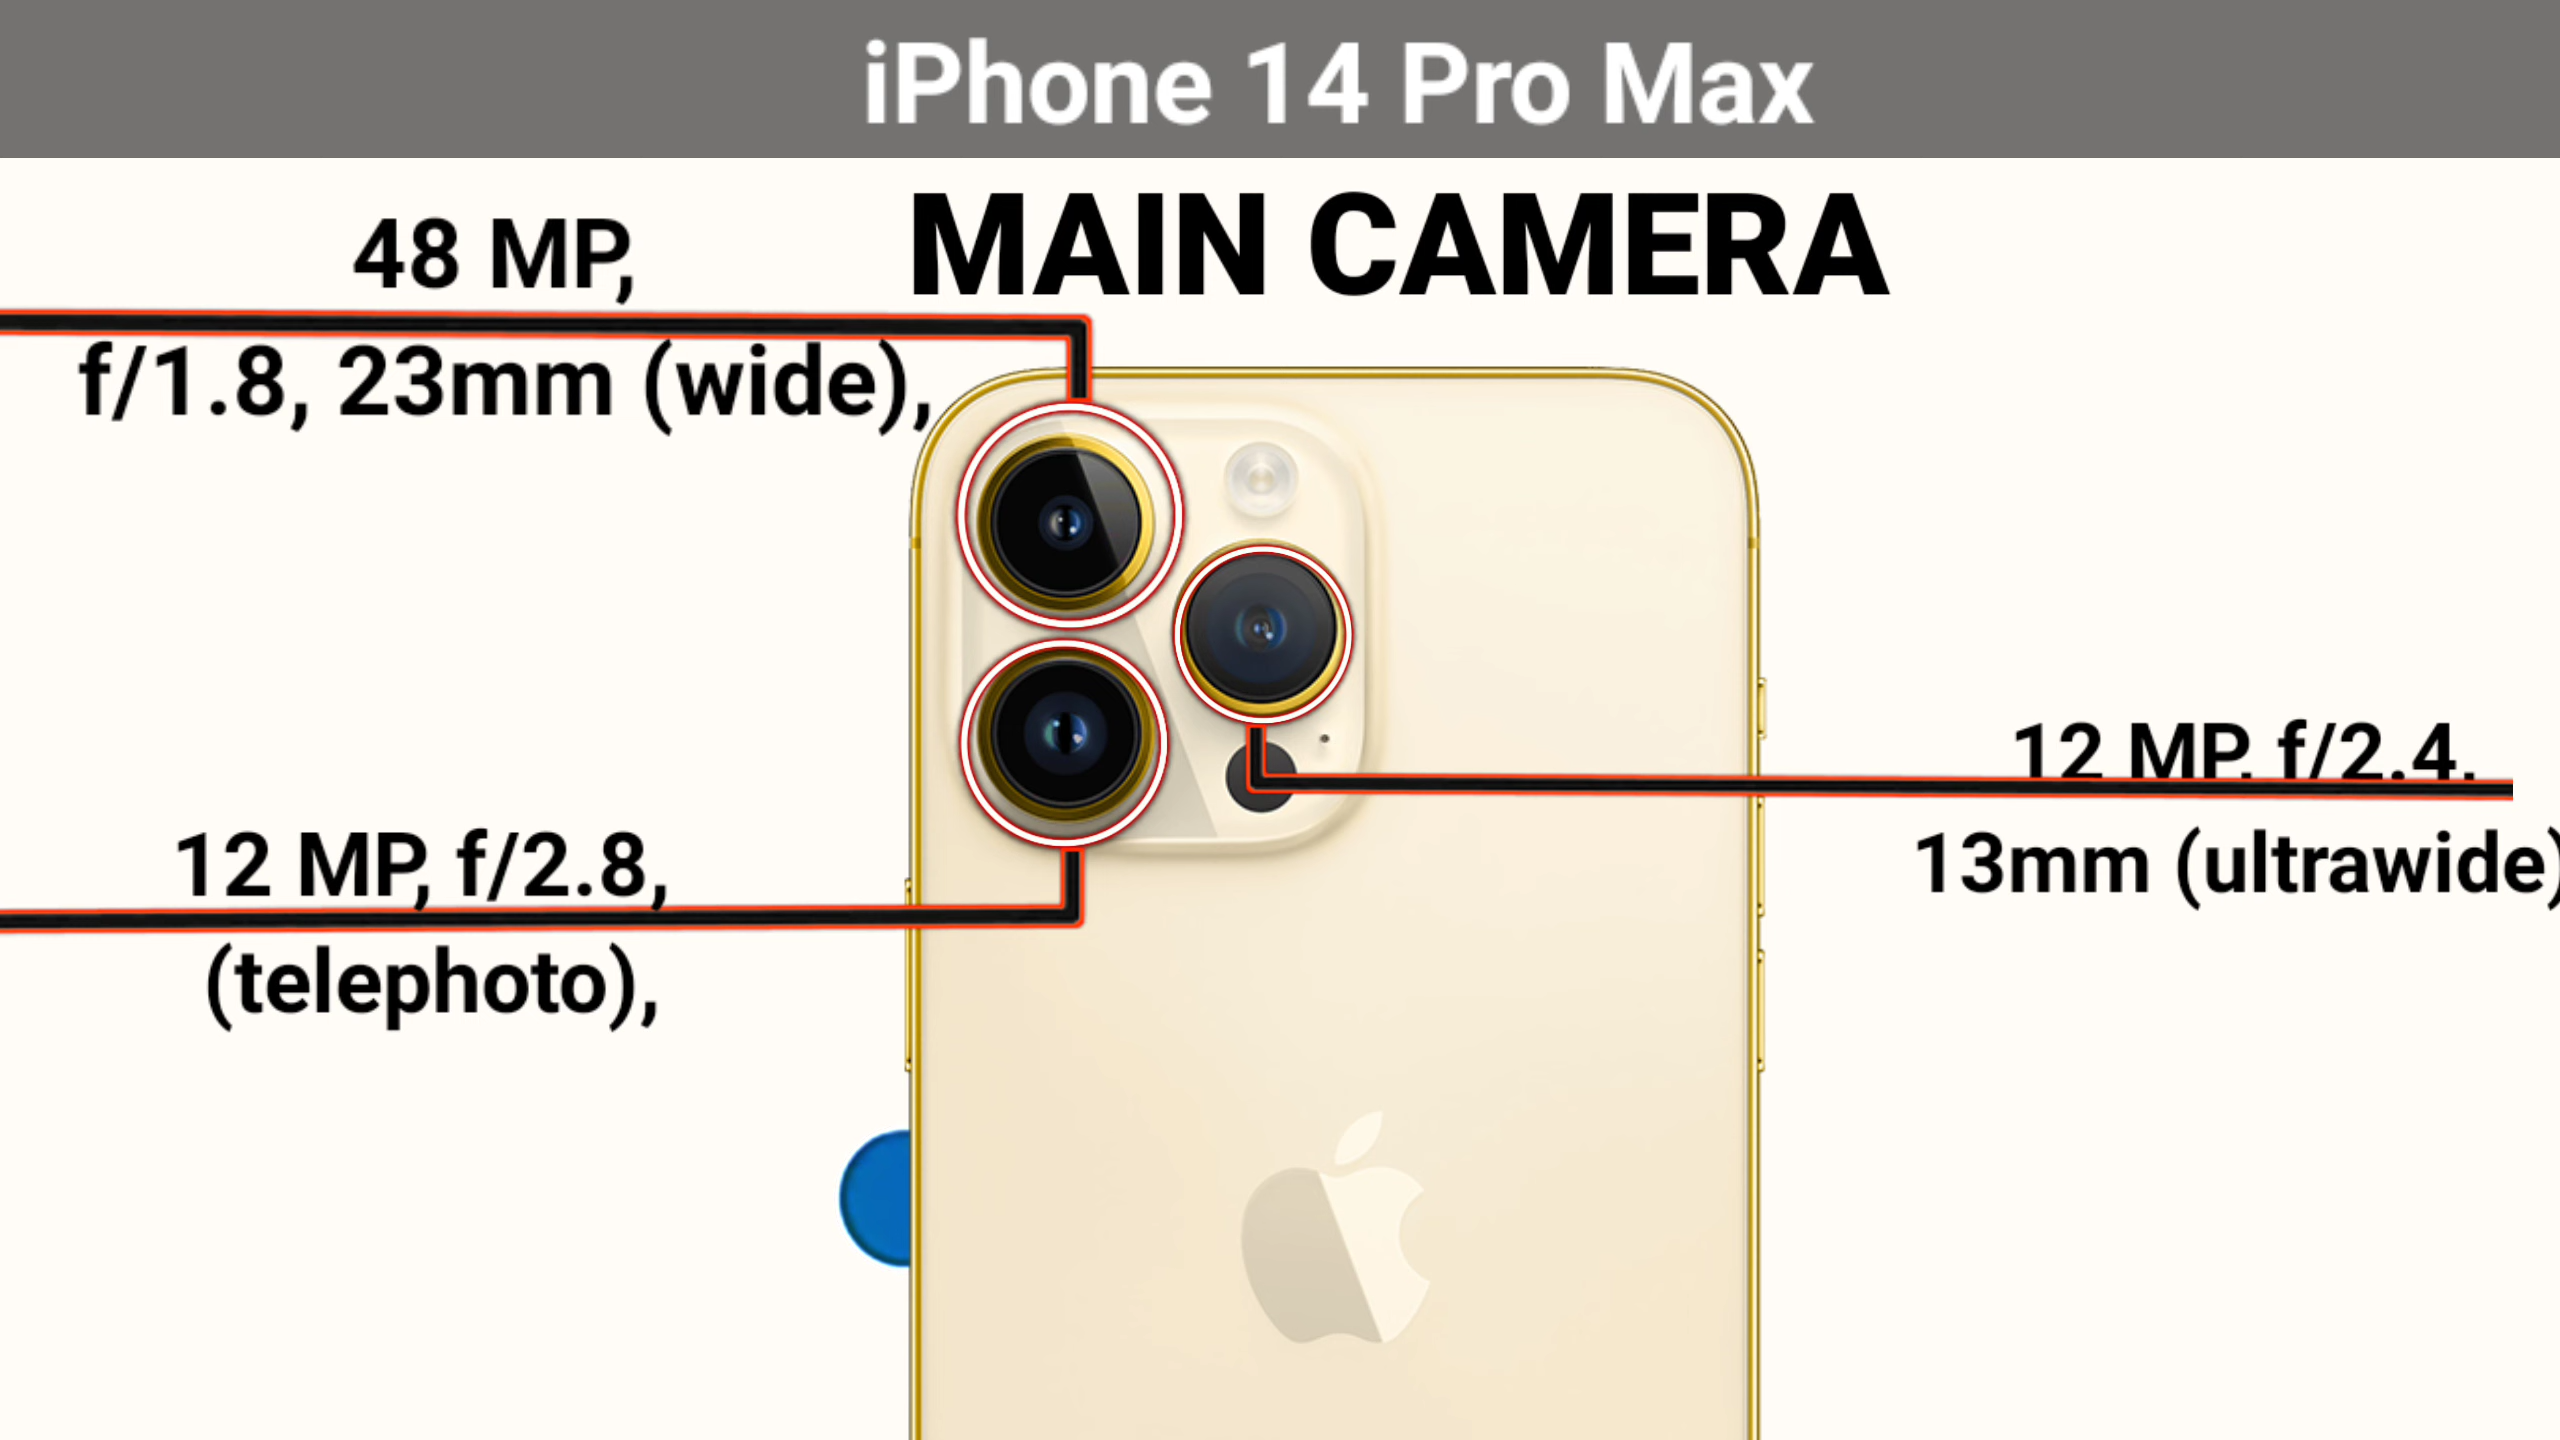 iPhone 14 Pro Max
MAIN CAMERA
48 MP,
f/1.8, 23mm (wide),
12 MP, f/2.4,
13mm (ultrawide)
12 MP, f/2.8,
(telephoto),